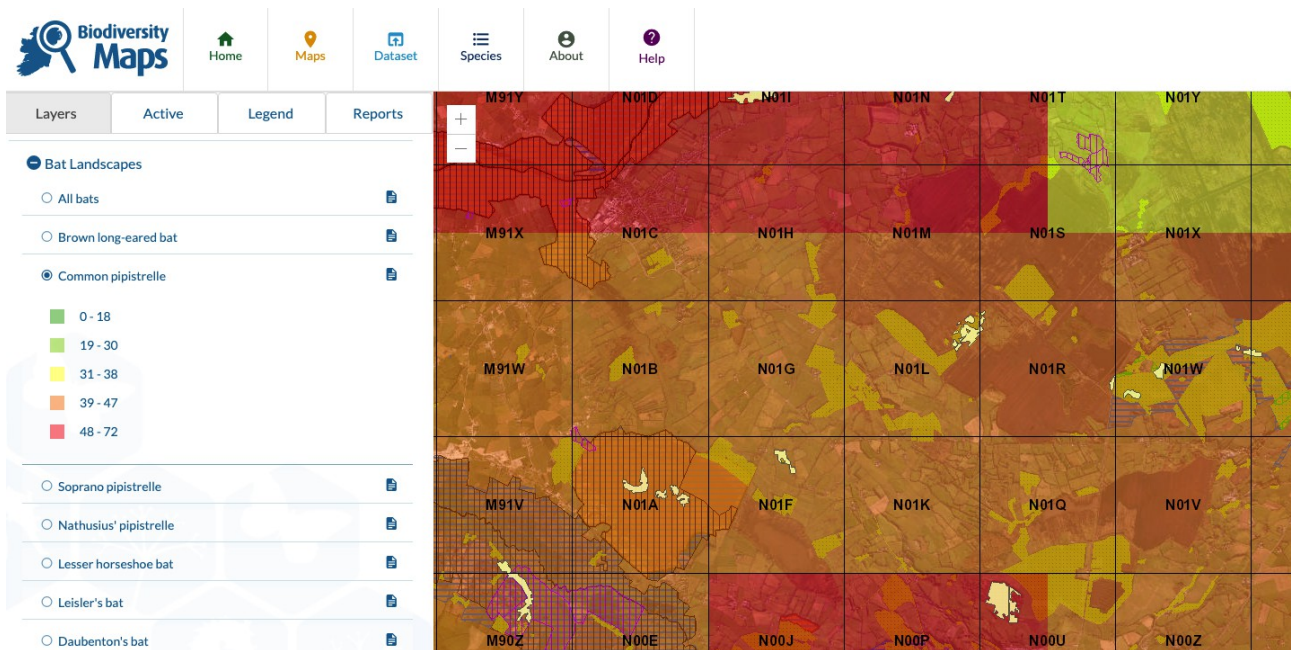 Biodiversity
Maps
Home
Maps
Dataset
Species
About
Help
Layers
Active
Legend
Reports
Bat Landscapes
All bats
Brown long-eared bat
Common pipistrelle
0 - 18
19 - 30
31 - 38
39 - 47
48 - 72
Soprano pipistrelle
Nathusius' pipistrelle
Lesser horseshoe bat
Leisler's bat
Daubenton's bat
+
−
M91Y N01D N01I N01N N01T N01Y
M91X N01C N01H N01M N01S N01X
M91W N01B N01G N01L N01R N01W
M91V N01A N01F N01K N01Q N01V
M90Z N00E N00J N00P N00U N00Z